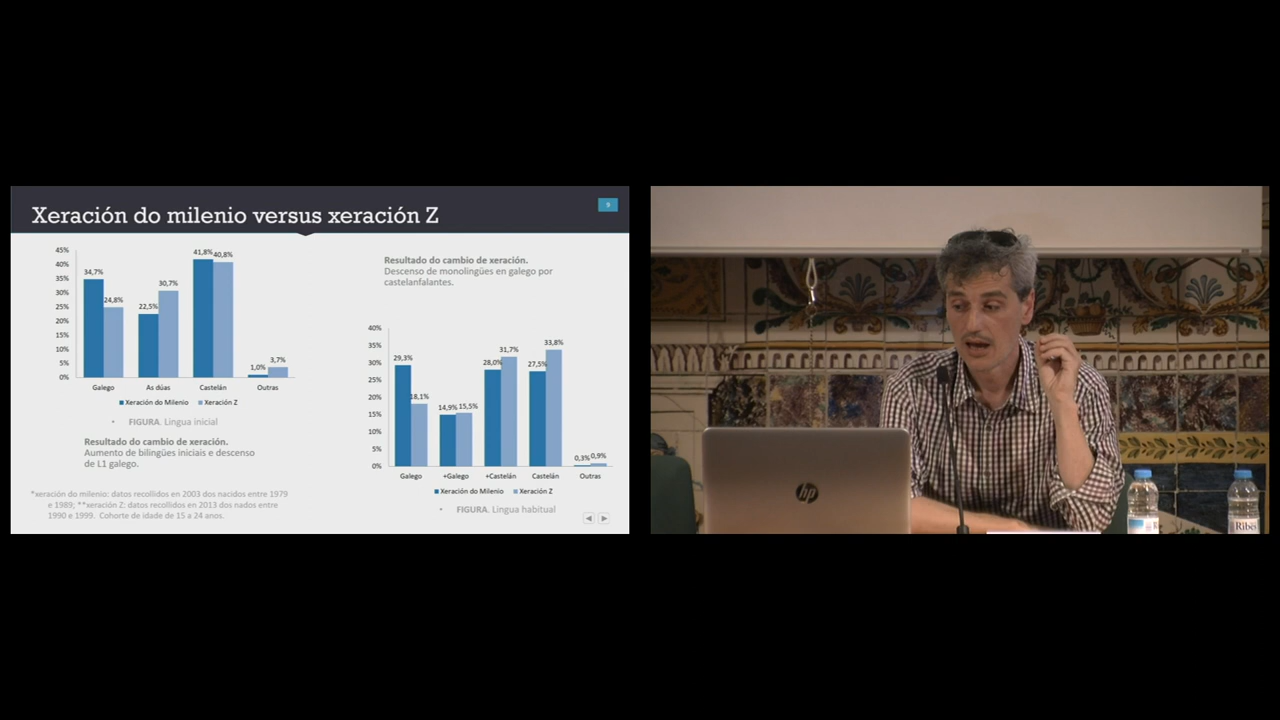 Xeración do milenio versus xeración Z
9
45%
40%
35%
30%
25%
20%
15%
10%
5%
0%
34,7%
24,8%
22,5%
30,7%
41,8%
40,8%
1,0%
3,7%
Galego
As dúas
Castelán
Outras
Xeración do Milenio
Xeración Z
• FIGURA. Lingua inicial
Resultado do cambio de xeración.
Aumento de bilingües iniciais e descenso
de L1 galego.
*xeración do milenio: datos recollidos en 2003 dos nacidos entre 1979
e 1989; **xeración Z: datos recollidos en 2013 dos nados entre
1990 e 1999. Cohorte de idade de 15 a 24 anos.
Resultado do cambio de xeración.
Descenso de monolingües en galego por
castelanfalantes.
40%
35%
30%
25%
20%
15%
10%
5%
0%
29,3%
18,1%
14,9%
15,5%
28,0%
31,7%
27,5%
33,8%
0,3%
0,9%
Galego
+Galego
+Castelán
Castelán
Outras
Xeración do Milenio
Xeración Z
• FIGURA. Lingua habitual
hp
Ribo